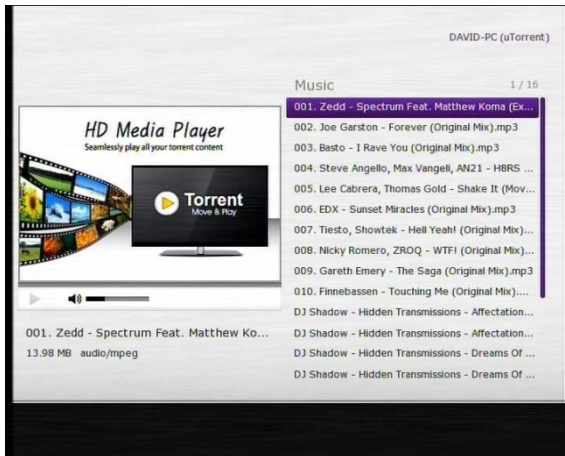 DAVID-PC (uTorrent)
Music 1 / 16
001. Zedd - Spectrum Feat. Matthew Koma (Ex...
002. Joe Garston - Forever (Original Mix).mp3
003. Basto - I Rave You (Original Mix).mp3
004. Steve Angello, Max Vangeli, AN21 - H8RS ...
005. Lee Cabrera, Thomas Gold - Shake It (Mov...
006. EDX - Sunset Miracles (Original Mix).mp3
007. Tiesto, Showtek - Hell Yeah! (Original Mix)...
008. Nicky Romero, ZROQ - WTF! (Original Mix)...
009. Gareth Emery - The Saga (Original Mix).mp3
010. Finnebassen - Touching Me (Original Mix)....
DJ Shadow - Hidden Transmissions - Affectation...
DJ Shadow - Hidden Transmissions - Affectation...
DJ Shadow - Hidden Transmissions - Dreams Of ...
DJ Shadow - Hidden Transmissions - Dreams Of ...
HD Media Player
Seamlessly play all your torrent content
Torrent
Move & Play
001. Zedd - Spectrum Feat. Matthew Ko...
13.98 MB audio/mpeg